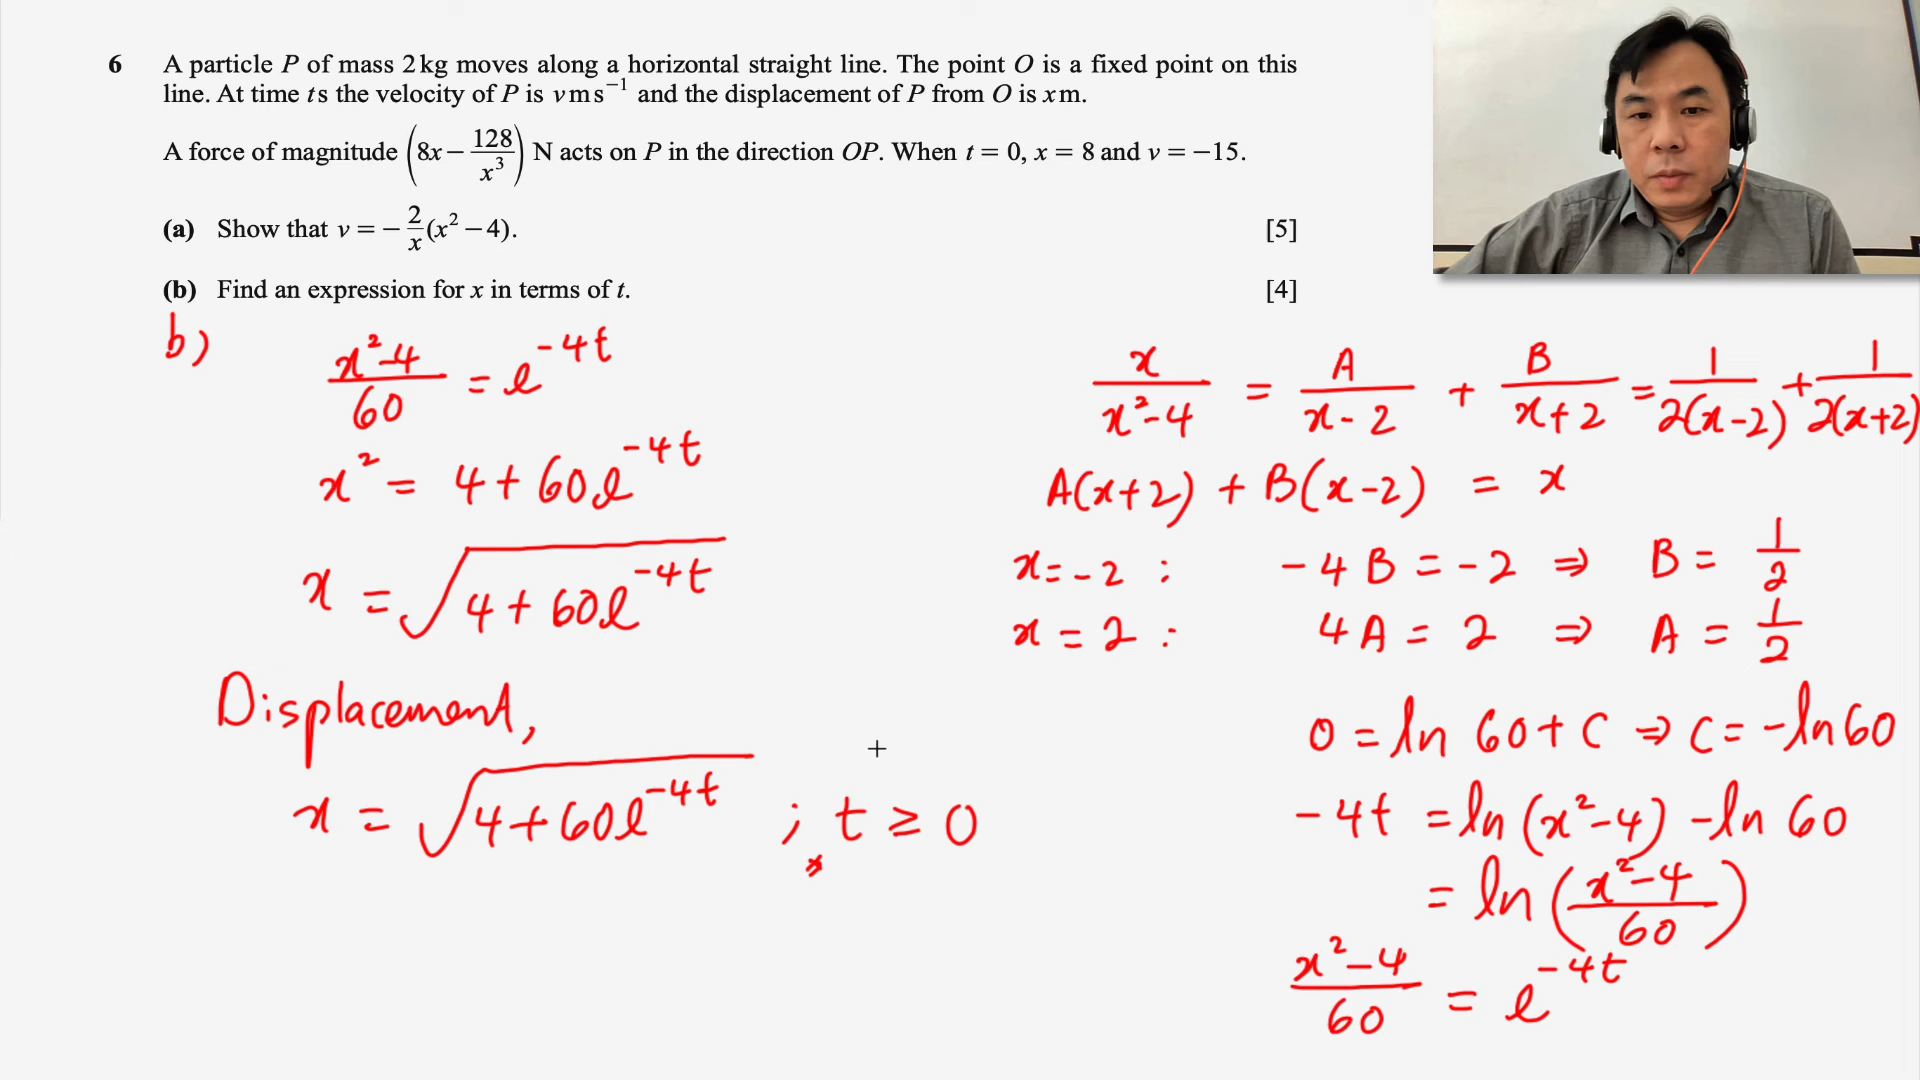 6 A particle P of mass 2 kg moves along a horizontal straight line. The point O is a fixed point on this
line. At time t s the velocity of P is v m s⁻¹ and the displacement of P from O is x m.
A force of magnitude (8x − 128/x³) N acts on P in the direction OP. When t = 0, x = 8 and v = −15.
(a) Show that v = − 2/x (x² − 4). [5]
(b) Find an expression for x in terms of t. [4]
b)
(x²-4)/60 = e^(-4t)
x² = 4 + 60e^(-4t)
x = √(4 + 60e^(-4t))
Displacement,
x = √(4 + 60e^(-4t)) ; t ≥ 0
x/(x²-4) = A/(x-2) + B/(x+2) = 1/(2(x-2)) + 1/(2(x+2))
A(x+2) + B(x-2) = x
x = -2 : -4B = -2 ⇒ B = 1/2
x = 2 : 4A = 2 ⇒ A = 1/2
0 = ln 60 + C ⇒ C = -ln 60
-4t = ln (x²-4) - ln 60
= ln ((x²-4)/60)
(x²-4)/60 = e^(-4t)